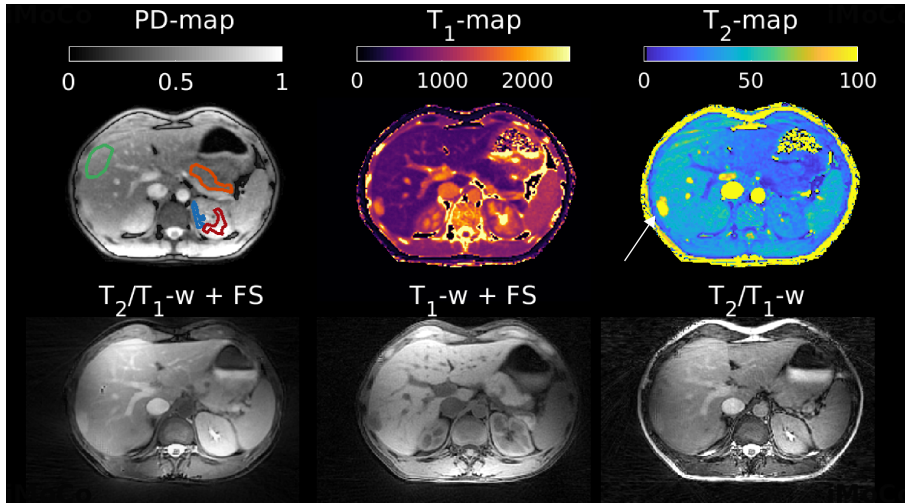 PD-map T₁-map T₂-map
0 0.5 1 0 1000 2000 0 50 100
T₂/T₁-w + FS T₁-w + FS T₂/T₁-w